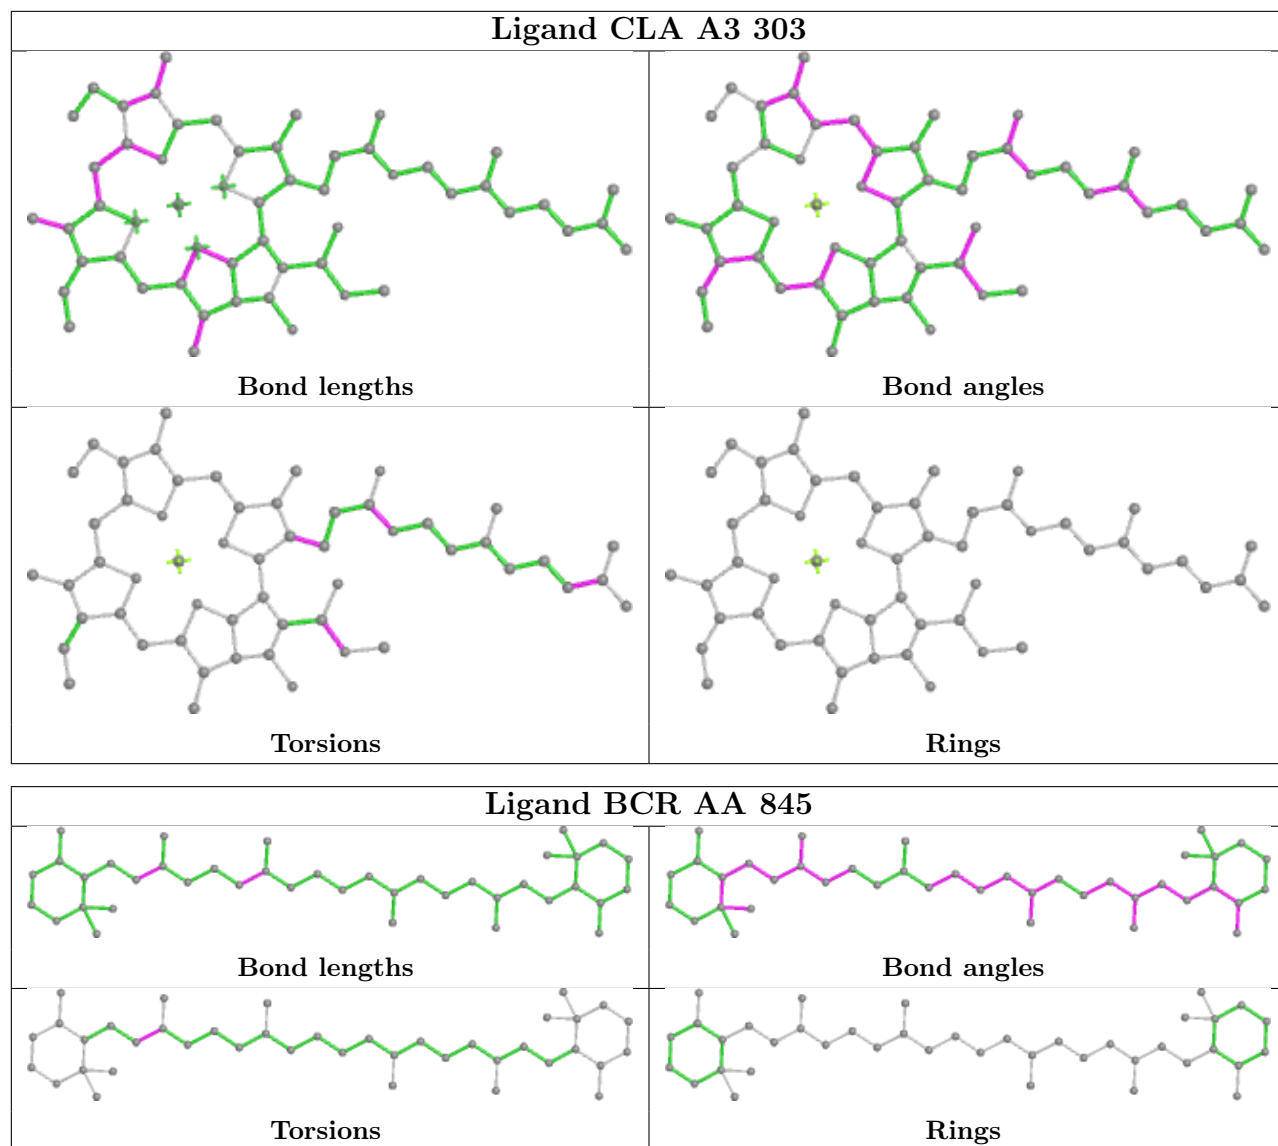 Ligand CLA A3 303
Bond lengths
Bond angles
Torsions
Rings
Ligand BCR AA 845
Bond lengths
Bond angles
Torsions
Rings